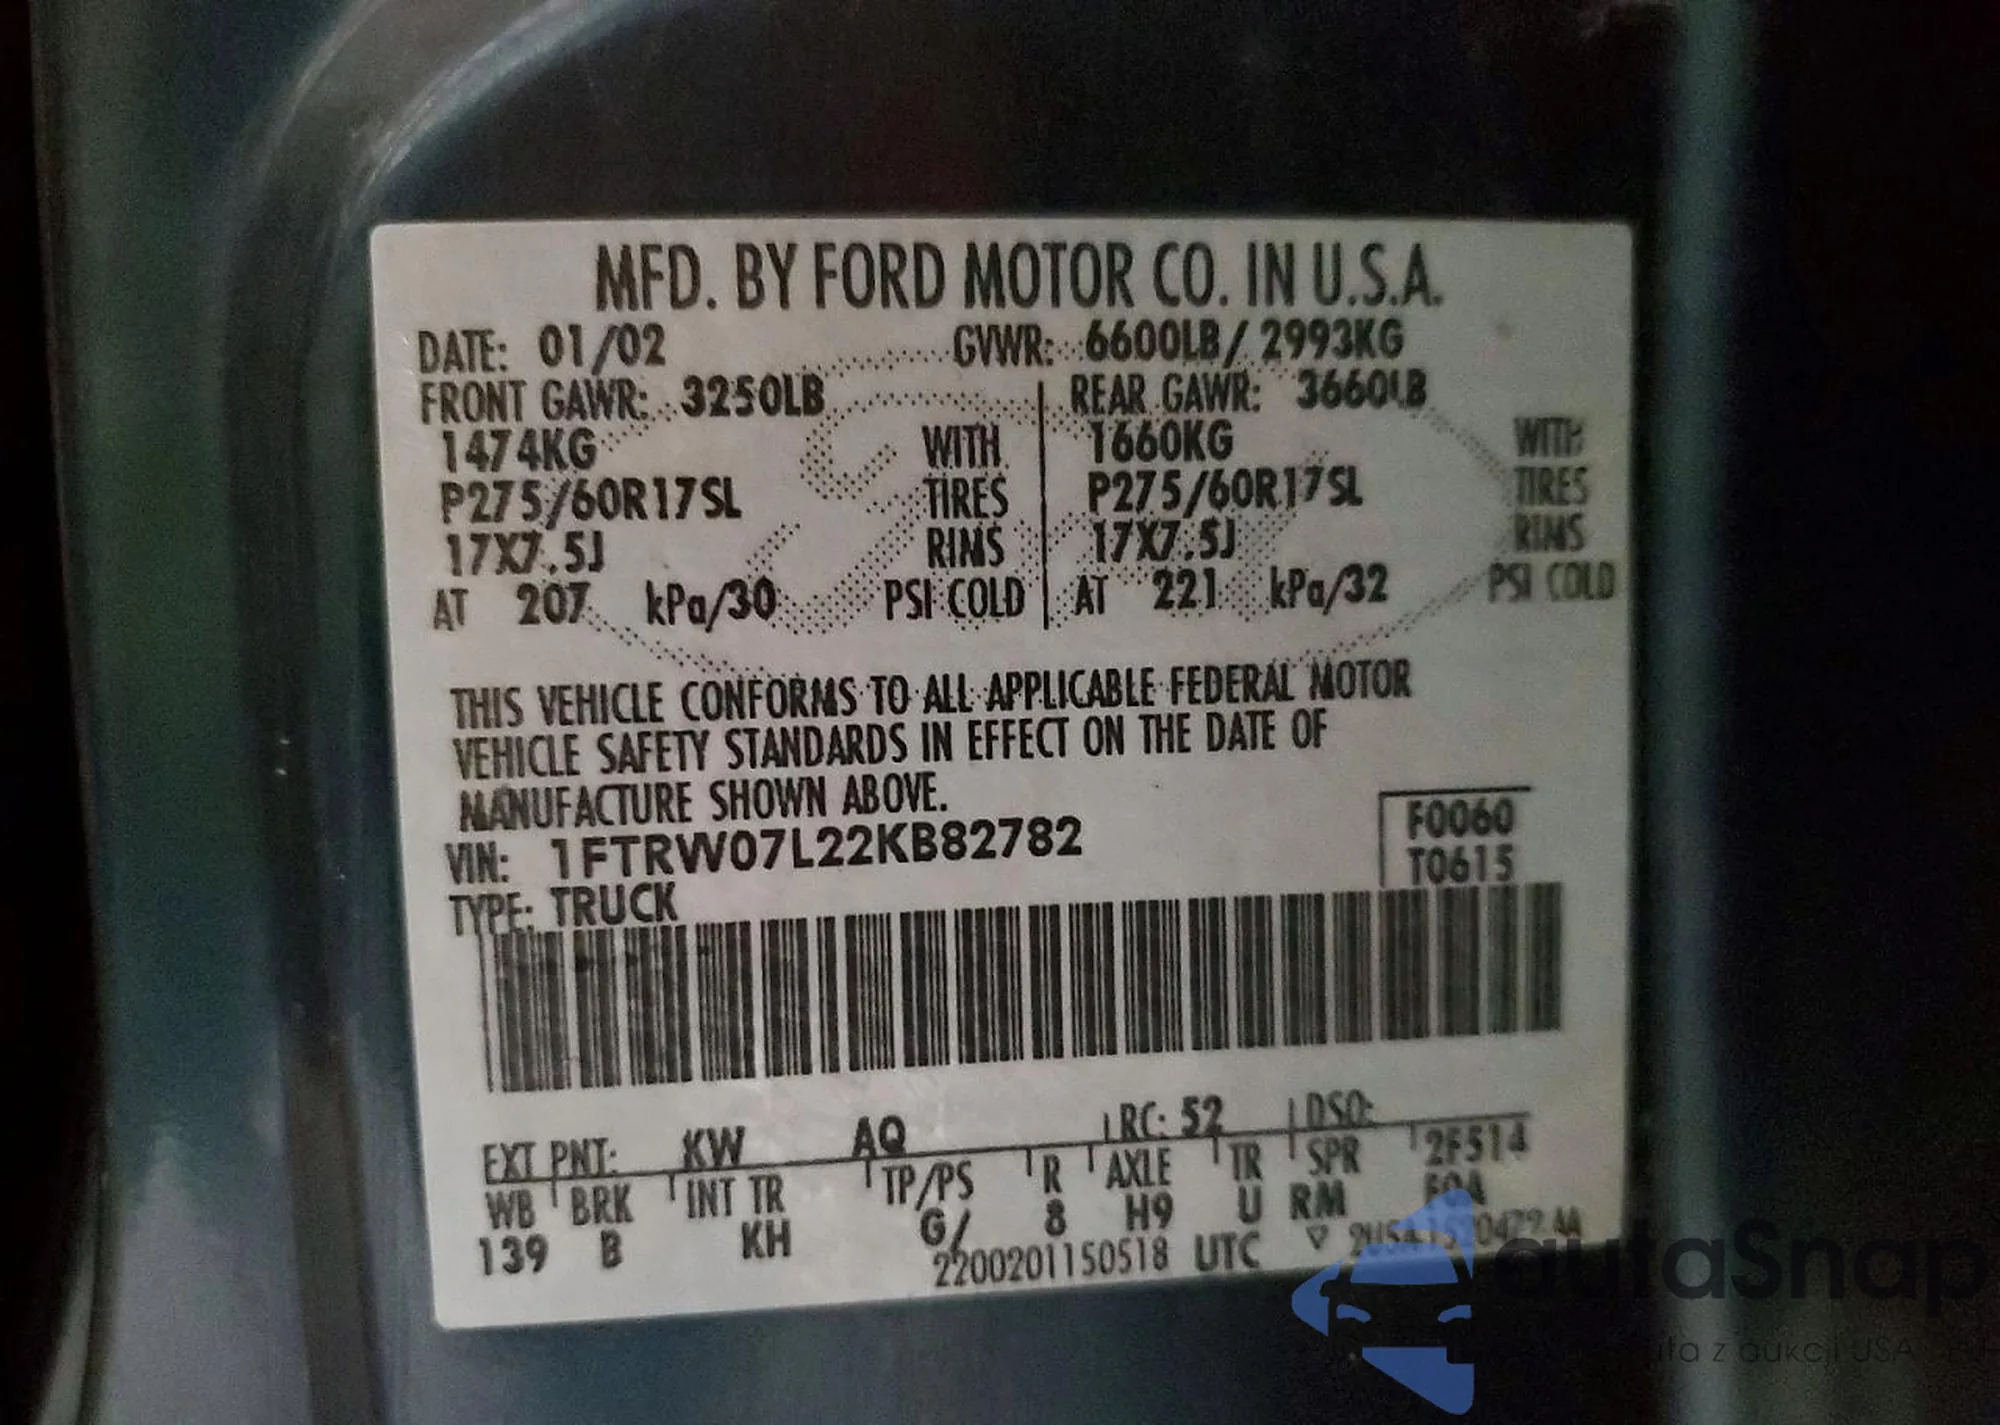 MFD. BY FORD MOTOR CO. IN U.S.A.
DATE: 01/02 GVWR: 6600LB/ 2993KG
FRONT GAWR: 3250LB REAR GAWR: 3660LB
1474KG WITH 1660KG WITH
P275/60R17SL TIRES P275/60R17SL TIRES
17X7.5J RIMS 17X7.5J RIMS
AT 207 kPa/30 PSI COLD AT 221 kPa/32 PSI COLD
THIS VEHICLE CONFORMS TO ALL APPLICABLE FEDERAL MOTOR
VEHICLE SAFETY STANDARDS IN EFFECT ON THE DATE OF
MANUFACTURE SHOWN ABOVE.
VIN: 1FTRW07L22KB82782
F0060
T0615
TYPE: TRUCK
EXT PNT: KW AQ RC: 52 DSO:
WB BRK INT TR TP/PS R AXLE TR SPR 2F514
139 B KH G/ 8 H9 U RM
2200201150518 UTC
autaSnap
aukcji USA